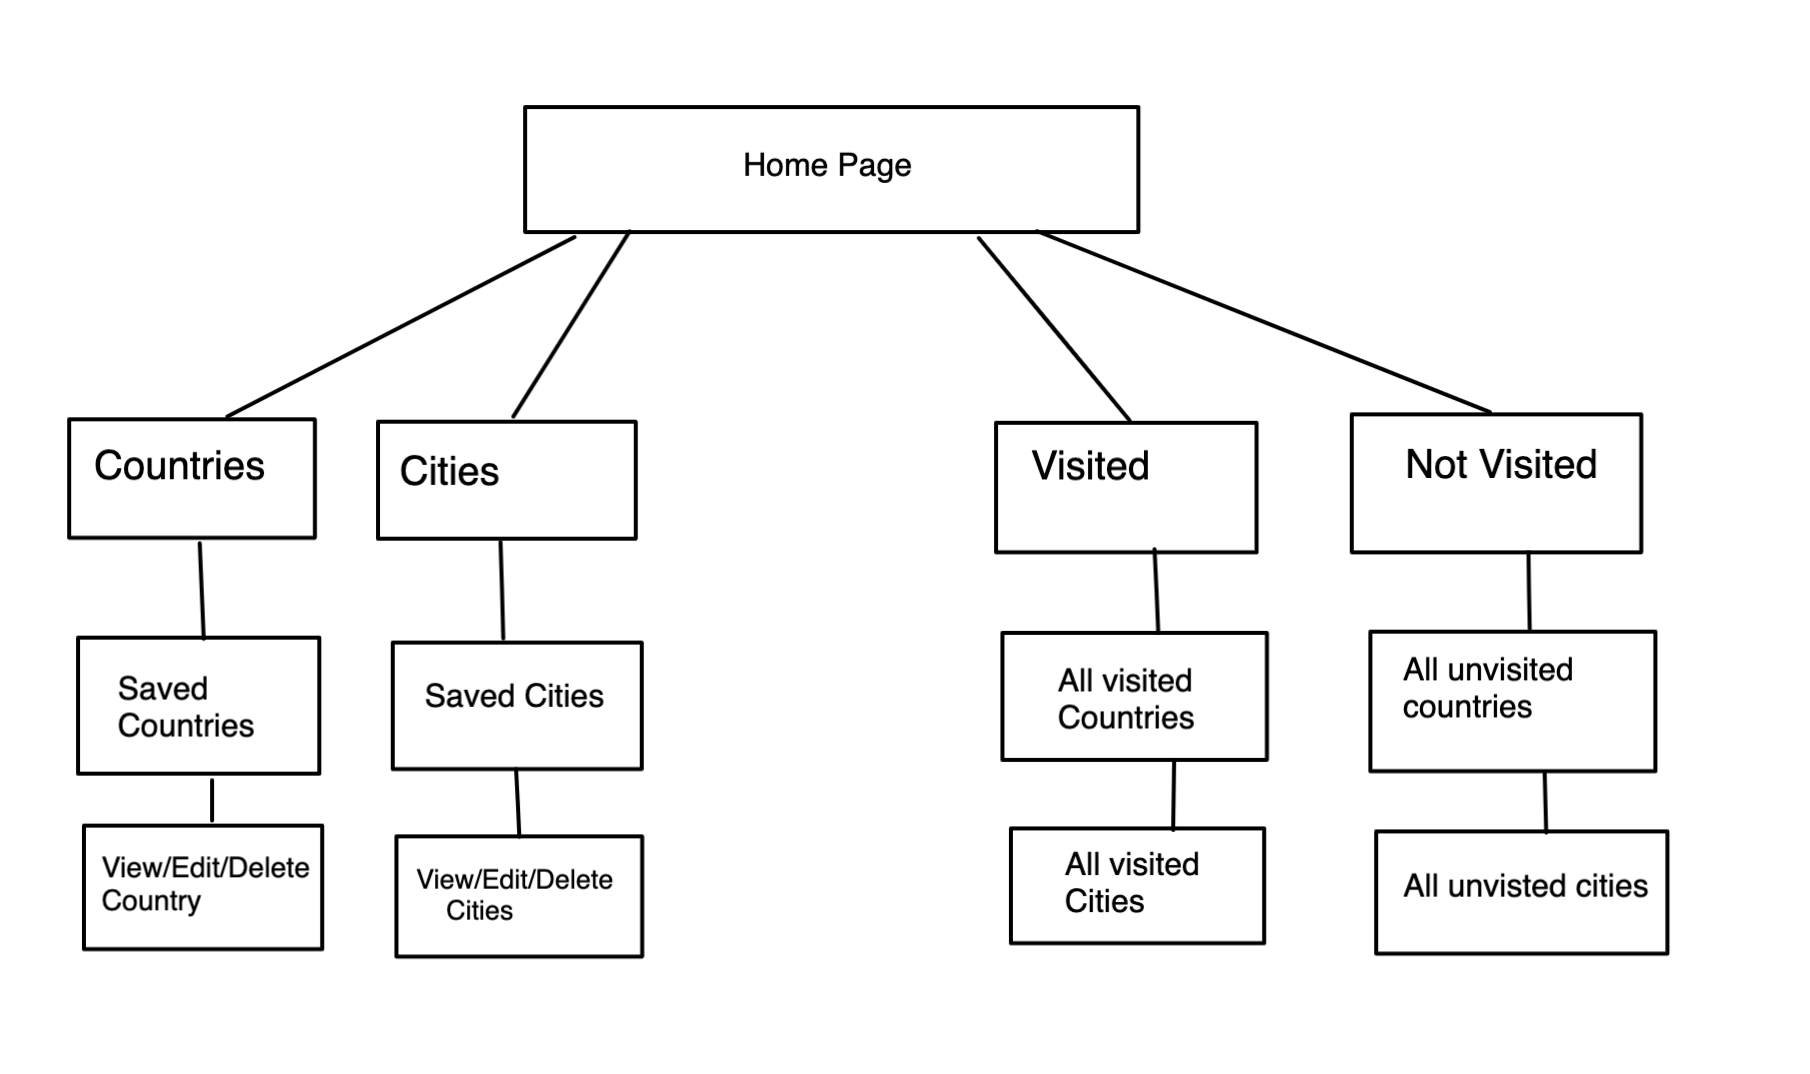 Home Page
Countries
Cities
Visited
Not Visited
Saved
Countries
Saved Cities
All visited
Countries
All unvisited
countries
View/Edit/Delete
Country
View/Edit/Delete
Cities
All visited
Cities
All unvisted cities